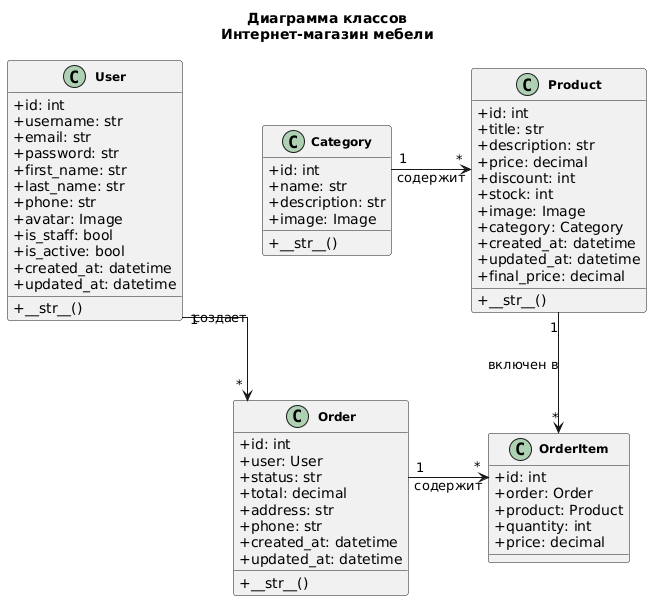 Диаграмма классов
Интернет-магазин мебели
C User
+id: int
+username: str
+email: str
+password: str
+first_name: str
+last_name: str
+phone: str
+avatar: Image
+is_staff: bool
+is_active: bool
+created_at: datetime
+updated_at: datetime
+__str__()
C Category
+id: int
+name: str
+description: str
+image: Image
+__str__()
1
*
содержит
C Product
+id: int
+title: str
+description: str
+price: decimal
+discount: int
+stock: int
+image: Image
+category: Category
+created_at: datetime
+updated_at: datetime
+final_price: decimal
+__str__()
1
создает
*
1
включен в
*
C Order
+id: int
+user: User
+status: str
+total: decimal
+address: str
+phone: str
+created_at: datetime
+updated_at: datetime
+__str__()
1
*
содержит
C OrderItem
+id: int
+order: Order
+product: Product
+quantity: int
+price: decimal